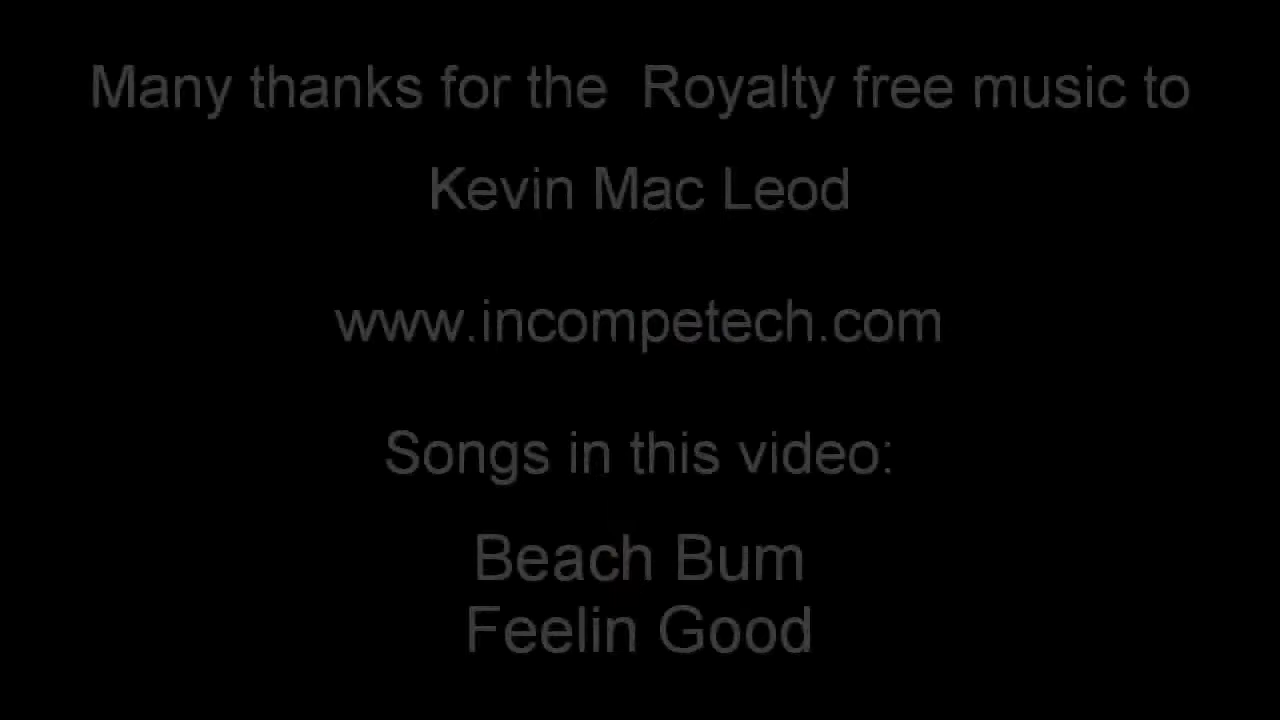 Many thanks for the  Royalty free music to
Kevin Mac Leod
www.incompetech.com
Songs in this video:
Beach Bum
Feelin Good